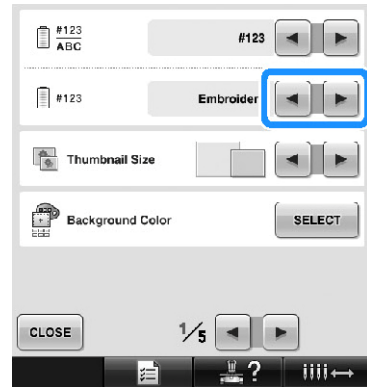 #123
ABC
#123
#123
Embroider
Thumbnail Size
Background Color
SELECT
CLOSE
1/5
?